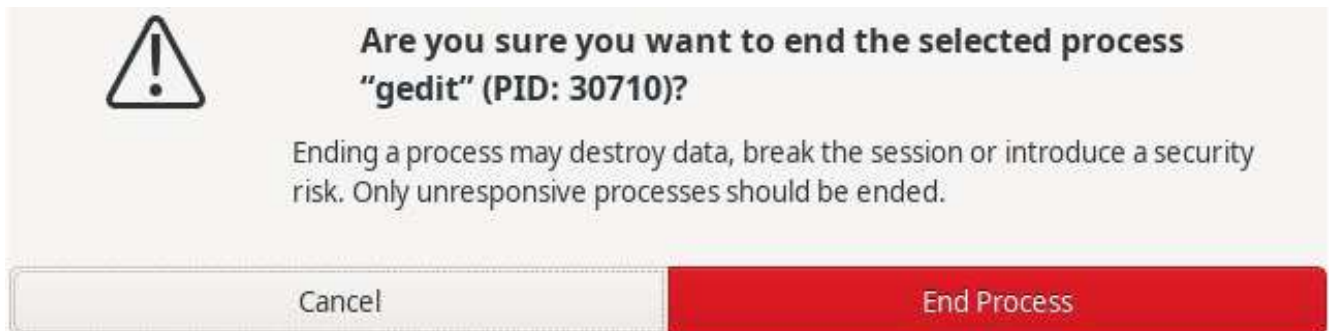 Are you sure you want to end the selected process
“gedit” (PID: 30710)?
Ending a process may destroy data, break the session or introduce a security
risk. Only unresponsive processes should be ended.
Cancel
End Process